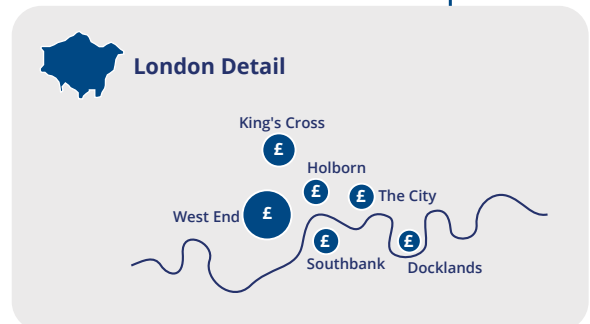 London Detail
King's Cross
£
Holborn
£
£ The City
West End £
£
Southbank
£
Docklands